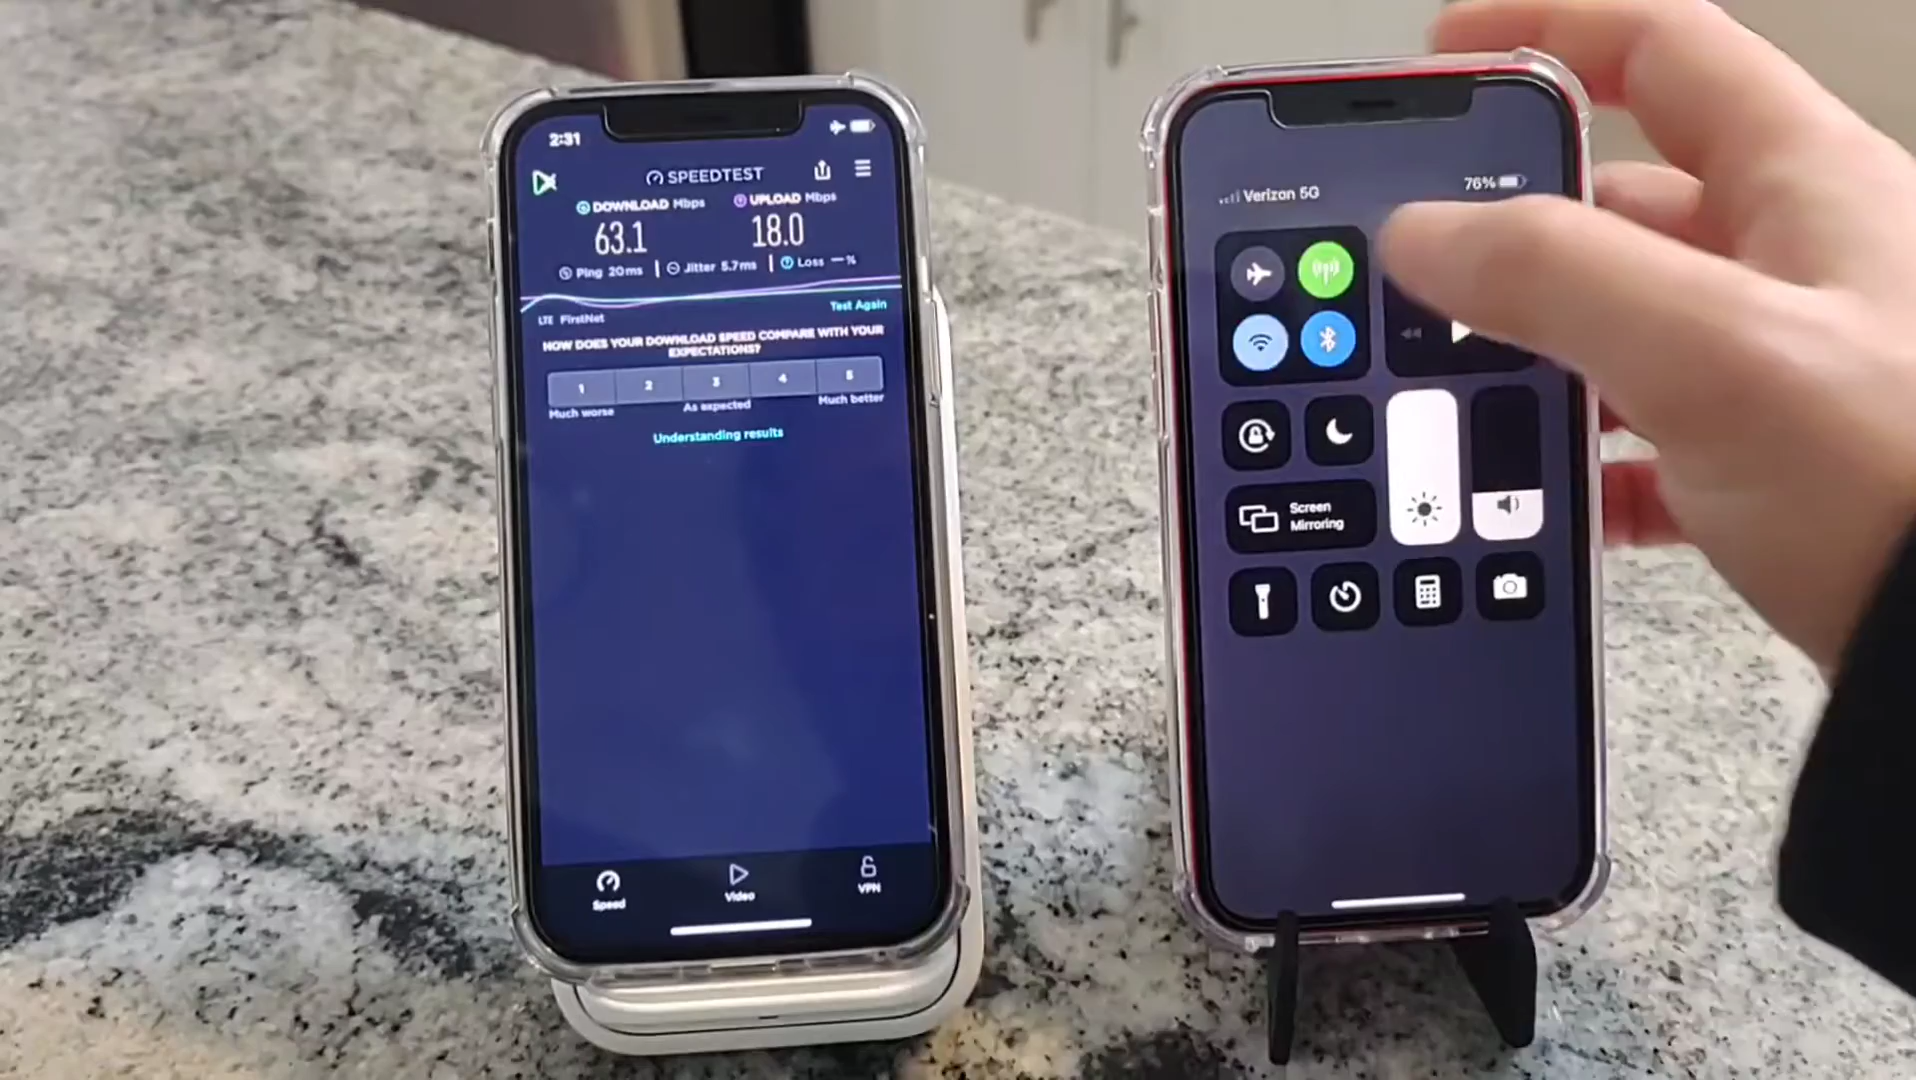 2:31
SPEEDTEST
DOWNLOAD Mbps
UPLOAD Mbps
63.1
18.0
Ping 20ms
Jitter 5.7ms
Loss — %
Test Again
LTE FirstNet
HOW DOES YOUR DOWNLOAD SPEED COMPARE WITH YOUR
EXPECTATIONS?
1 2 3 4 5
Much worse
As expected
Much better
Understanding results
Speed
Video
VPN
Verizon 5G
76%
Screen
Mirroring